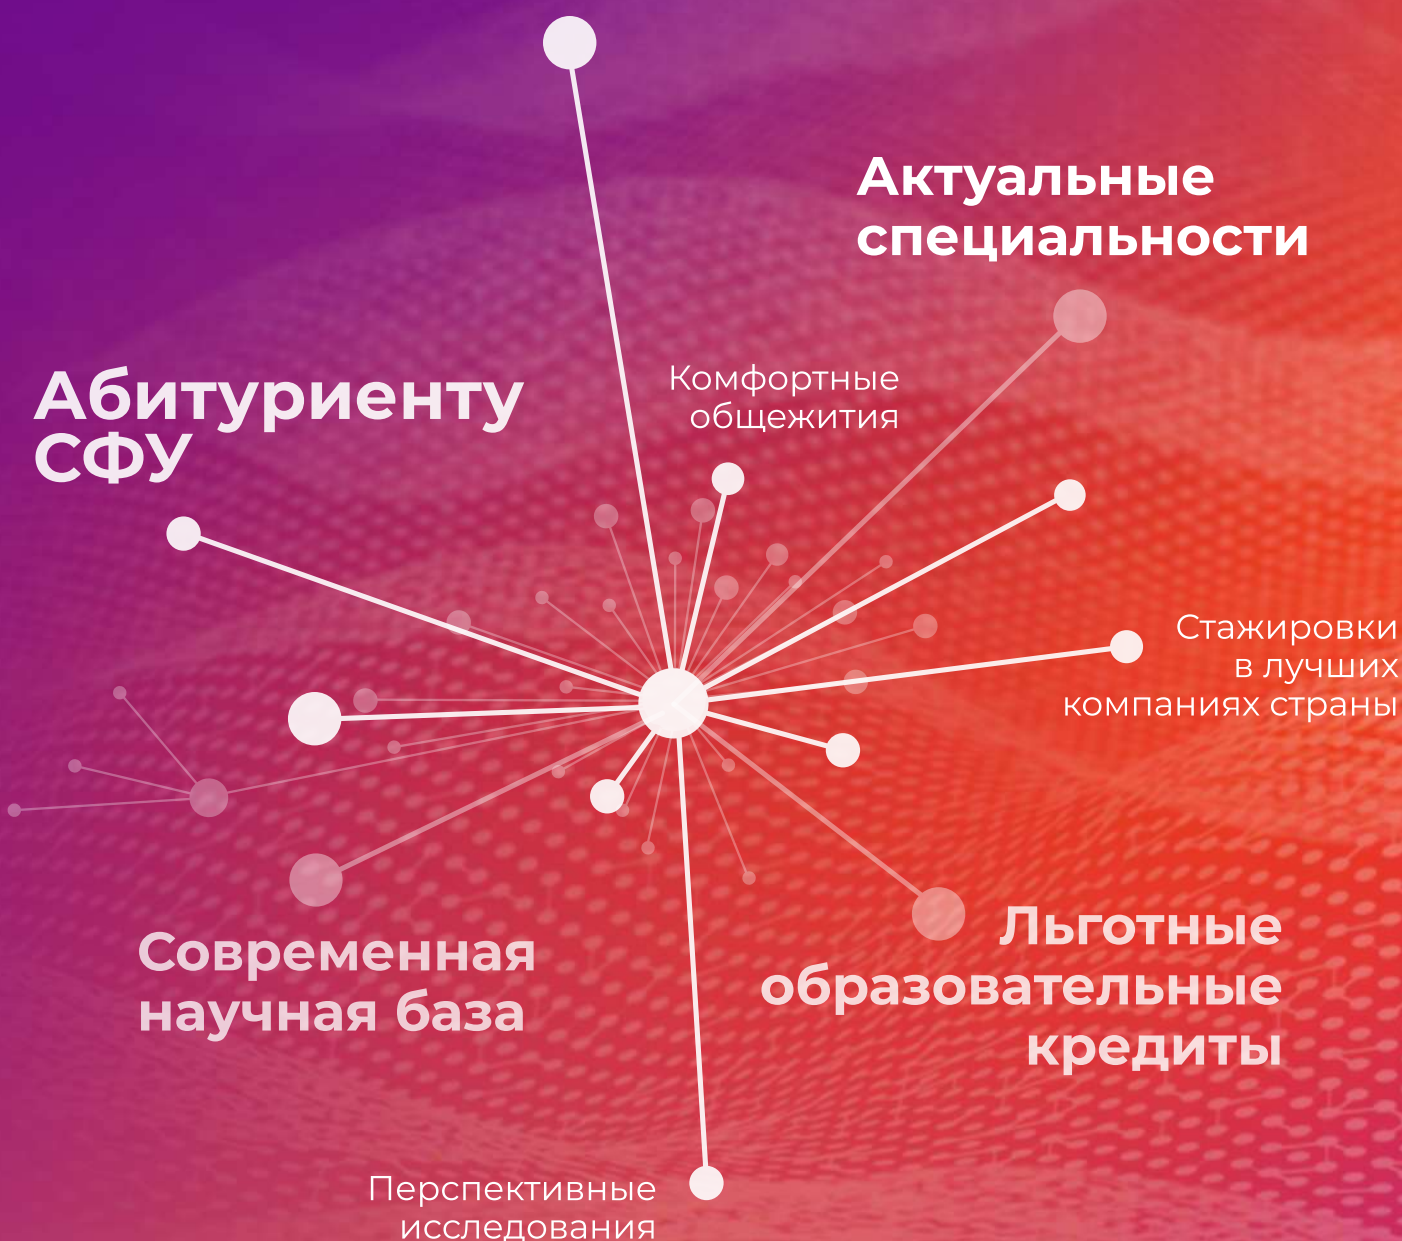 Актуальные
специальности
Абитуриенту
СФУ
Комфортные
общежития
Стажировки
в лучших
компаниях страны
Современная
научная база
Льготные
образовательные
кредиты
Перспективные
исследования